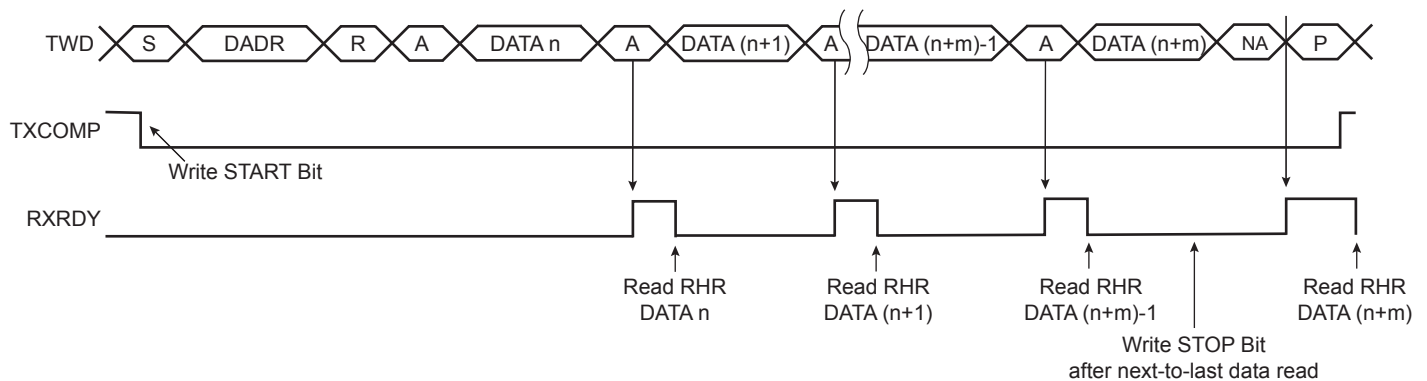 TWD S DADR R A DATA n A DATA (n+1) A DATA (n+m)-1 A DATA (n+m) NA P
TXCOMP
Write START Bit
RXRDY
Read RHR Read RHR Read RHR Read RHR
DATA n DATA (n+1) DATA (n+m)-1 DATA (n+m)
Write STOP Bit
after next-to-last data read